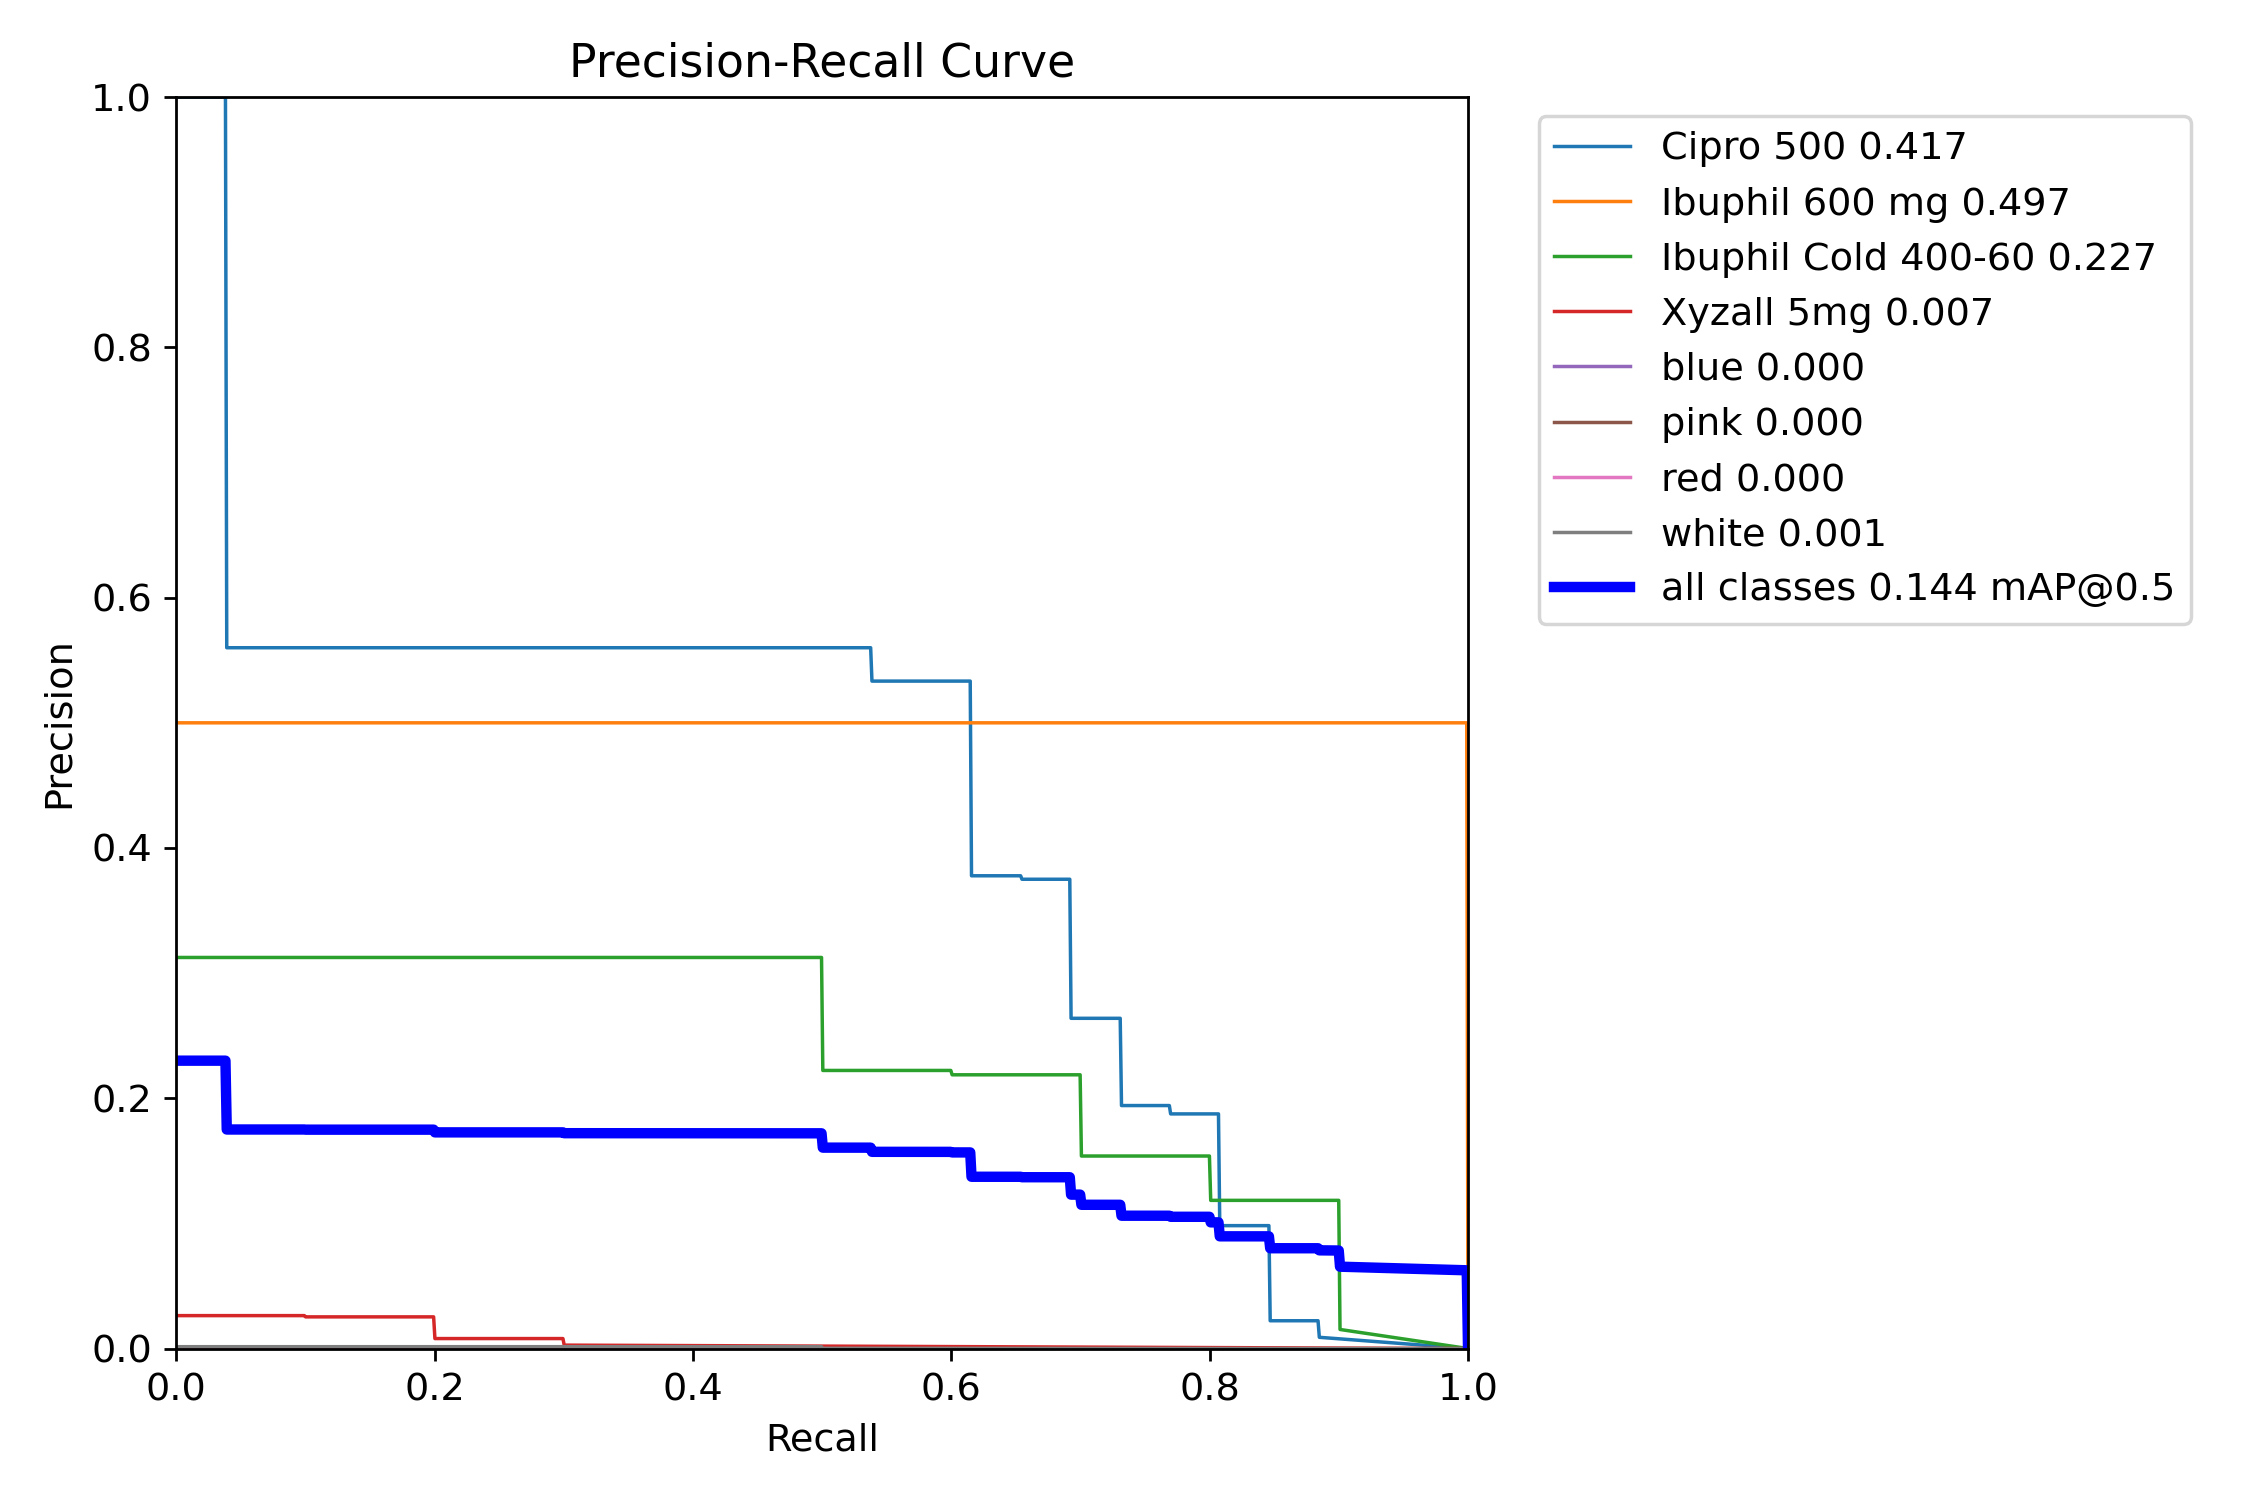 Precision-Recall Curve
1.0
0.8
0.6
0.4
0.2
0.0
Precision
0.0 0.2 0.4 0.6 0.8 1.0
Recall
Cipro 500 0.417
Ibuphil 600 mg 0.497
Ibuphil Cold 400-60 0.227
Xyzall 5mg 0.007
blue 0.000
pink 0.000
red 0.000
white 0.001
all classes 0.144 mAP@0.5